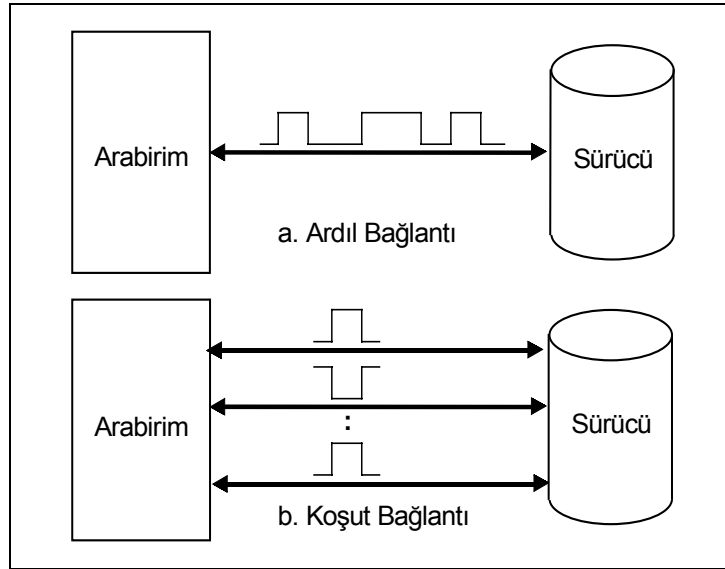 Arabirim
Sürücü
a. Ardıl Bağlantı
Arabirim
:
Sürücü
b. Koşut Bağlantı